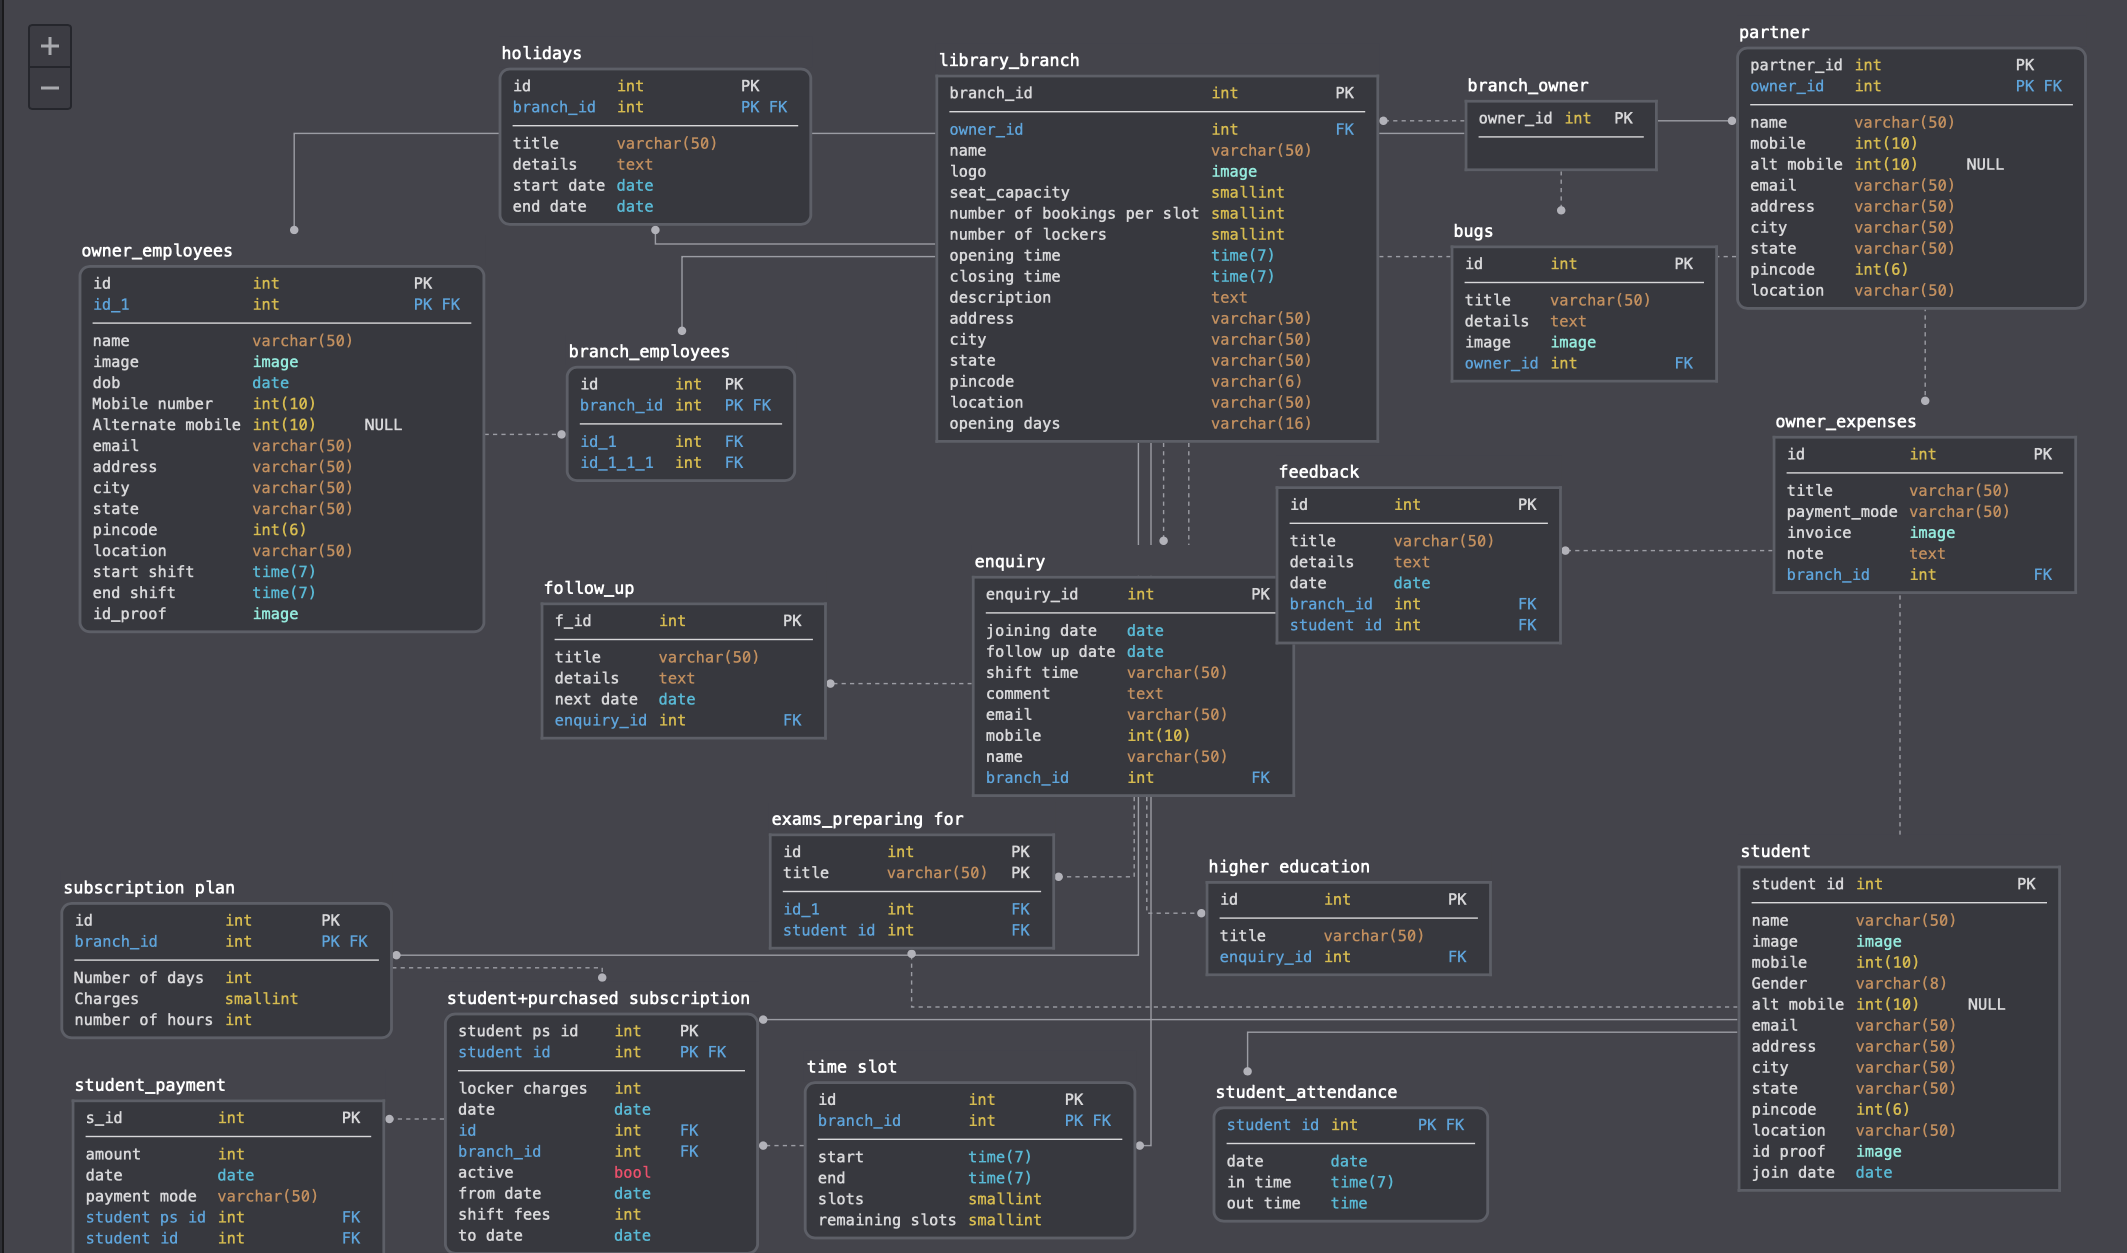 +
−
holidays
id int PK
branch_id int PK FK
title varchar(50)
details text
start date date
end date date
library_branch
branch_id int PK
owner_id int FK
name varchar(50)
logo image
seat_capacity smallint
number of bookings per slot smallint
number of lockers smallint
opening time time(7)
closing time time(7)
description text
address varchar(50)
city varchar(50)
state varchar(50)
pincode varchar(6)
location varchar(50)
opening days varchar(16)
branch_owner
owner_id int PK
partner
partner_id int PK
owner_id int PK FK
name varchar(50)
mobile int(10)
alt mobile int(10) NULL
email varchar(50)
address varchar(50)
city varchar(50)
state varchar(50)
pincode int(6)
location varchar(50)
owner_employees
id int PK
id_1 int PK FK
name varchar(50)
image image
dob date
Mobile number int(10)
Alternate mobile int(10) NULL
email varchar(50)
address varchar(50)
city varchar(50)
state varchar(50)
pincode int(6)
location varchar(50)
start shift time(7)
end shift time(7)
id_proof image
branch_employees
id int PK
branch_id int PK FK
id_1 int FK
id_1_1_1 int FK
bugs
id int PK
title varchar(50)
details text
image image
owner_id int FK
owner_expenses
id int PK
title varchar(50)
payment_mode varchar(50)
invoice image
note text
branch_id int FK
feedback
id int PK
title varchar(50)
details text
date date
branch_id int FK
student id int FK
enquiry
enquiry_id int PK
joining date date
follow up date date
shift time varchar(50)
comment text
email varchar(50)
mobile int(10)
name varchar(50)
branch_id int FK
follow_up
f_id int PK
title varchar(50)
details text
next date date
enquiry_id int FK
exams_preparing for
id int PK
title varchar(50) PK
id_1 int FK
student id int FK
higher education
id int PK
title varchar(50)
enquiry_id int FK
student
student id int PK
name varchar(50)
image image
mobile int(10)
Gender varchar(8)
alt mobile int(10) NULL
email varchar(50)
address varchar(50)
city varchar(50)
state varchar(50)
pincode int(6)
location varchar(50)
id proof image
join date date
subscription plan
id int PK
branch_id int PK FK
Number of days int
Charges smallint
number of hours int
student+purchased subscription
student ps id int PK
student id int PK FK
locker charges int
date date
id int FK
branch_id int FK
active bool
from date date
shift fees int
to date date
time slot
id int PK
branch_id int PK FK
start time(7)
end time(7)
slots smallint
remaining slots smallint
student_attendance
student id int PK FK
date date
in time time(7)
out time time
student_payment
s_id int PK
amount int
date date
payment mode varchar(50)
student ps id int FK
student id int FK